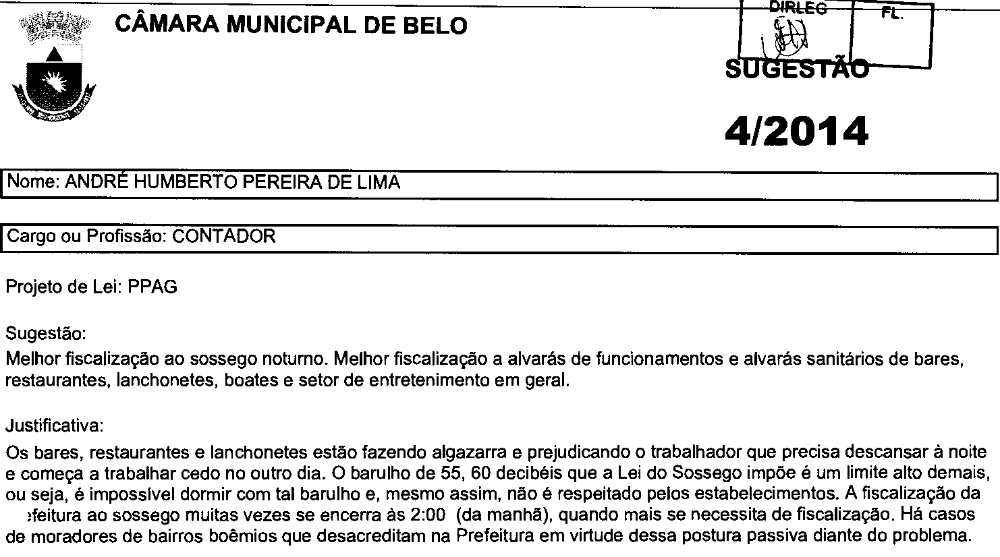 CÂMARA MUNICIPAL DE BELO
DIRLEG
FL.
SUGESTÃO
4/2014
Nome: ANDRÉ HUMBERTO PEREIRA DE LIMA
Cargo ou Profissão: CONTADOR
Projeto de Lei: PPAG
Sugestão:
Melhor fiscalização ao sossego noturno. Melhor fiscalização a alvarás de funcionamentos e alvarás sanitários de bares,
restaurantes, lanchonetes, boates e setor de entretenimento em geral.
Justificativa:
Os bares, restaurantes e lanchonetes estão fazendo algazarra e prejudicando o trabalhador que precisa descansar à noite
e começa a trabalhar cedo no outro dia. O barulho de 55, 60 decibéis que a Lei do Sossego impõe é um limite alto demais,
ou seja, é impossível dormir com tal barulho e, mesmo assim, não é respeitado pelos estabelecimentos. A fiscalização da
efeitura ao sossego muitas vezes se encerra às 2:00 (da manhã), quando mais se necessita de fiscalização. Há casos
de moradores de bairros boêmios que desacreditam na Prefeitura em virtude dessa postura passiva diante do problema.